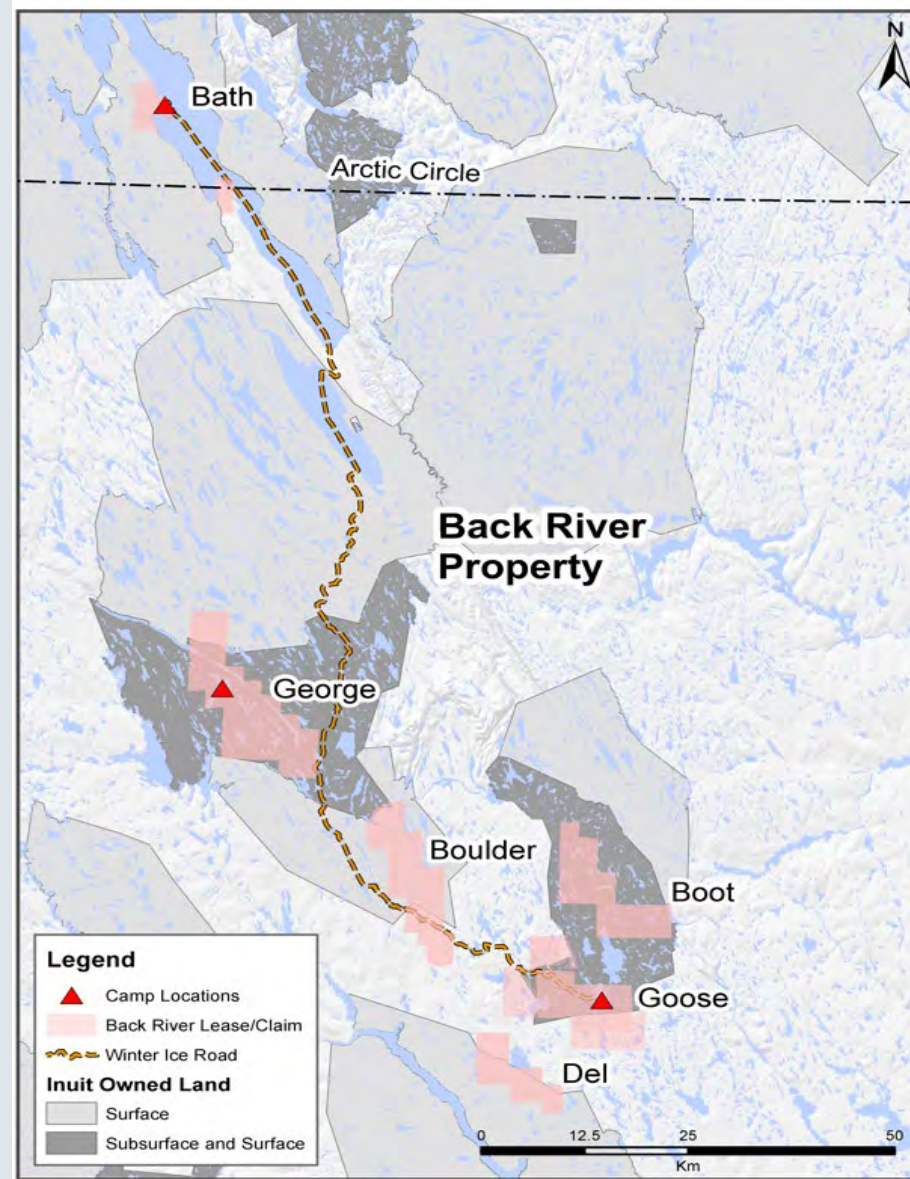 N
Bath
Arctic Circle
Back River
Property
George
Boulder
Boot
Goose
Del
Legend
Camp Locations
Back River Lease/Claim
Winter Ice Road
Inuit Owned Land
Surface
Subsurface and Surface
0 12.5 25 50
Km